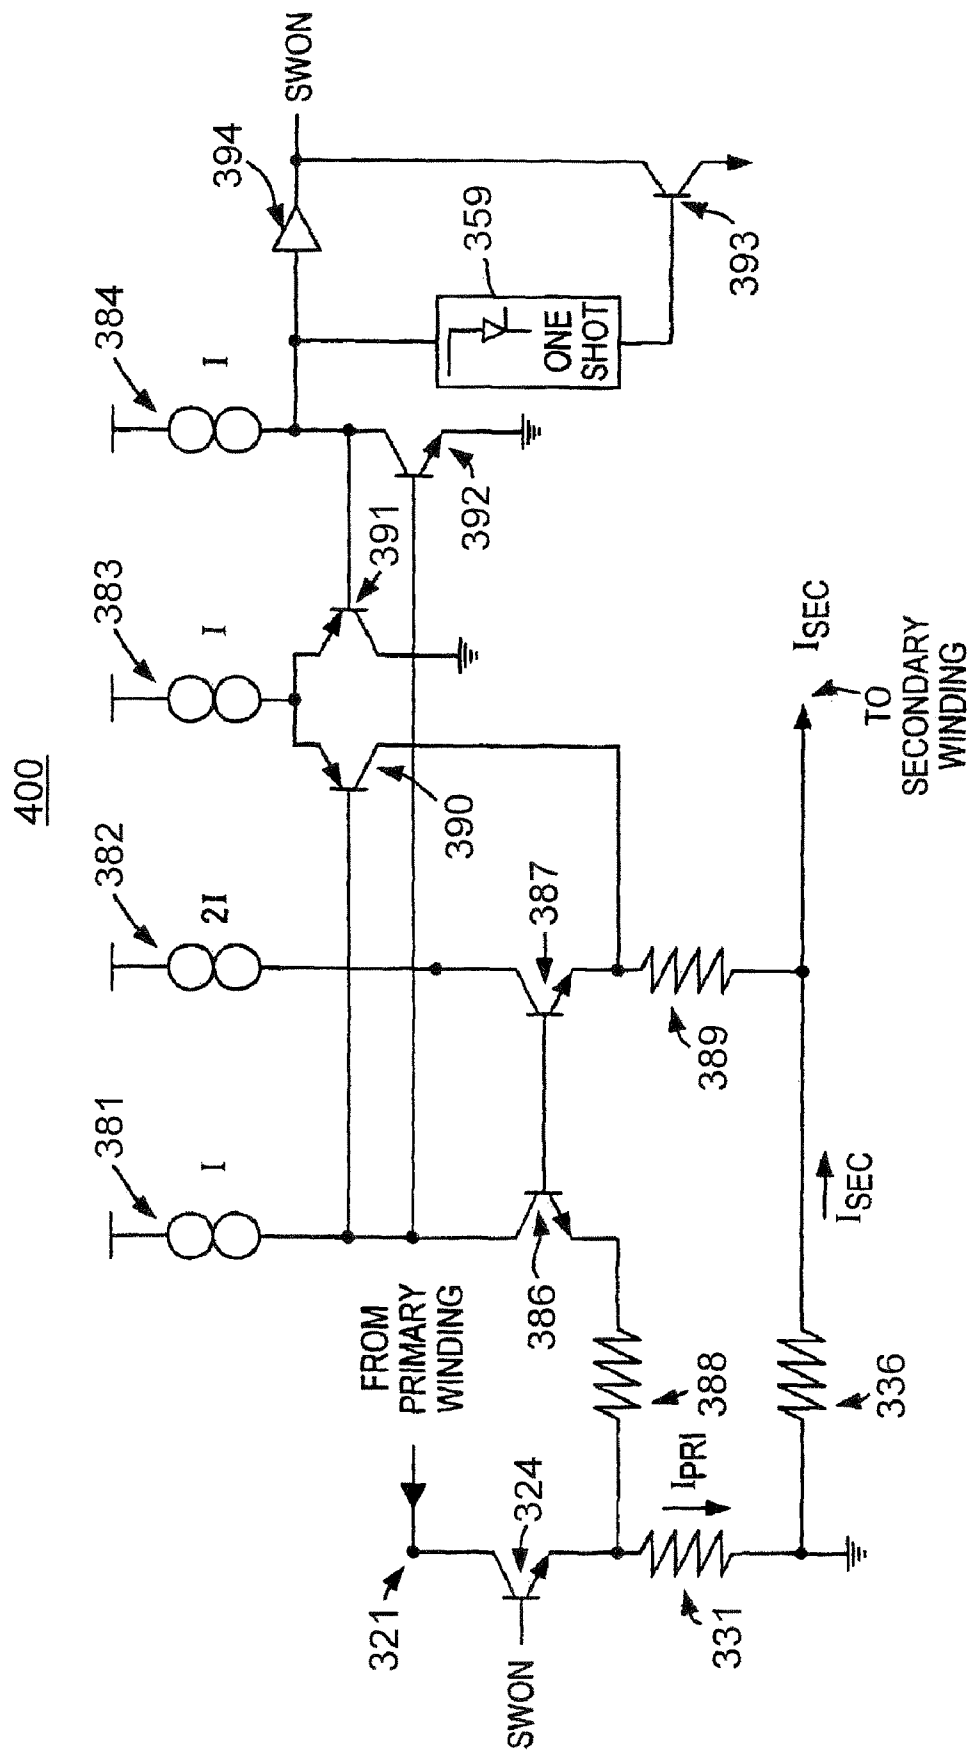 400
381
I
382
2I
383
I
384
I
394
SWON
359
ONE
SHOT
393
391
392
390
387
386
389
388
FROM
PRIMARY
WINDING
321
324
SWON
331
IPRI
336
ISEC
ISEC
TO
SECONDARY
WINDING